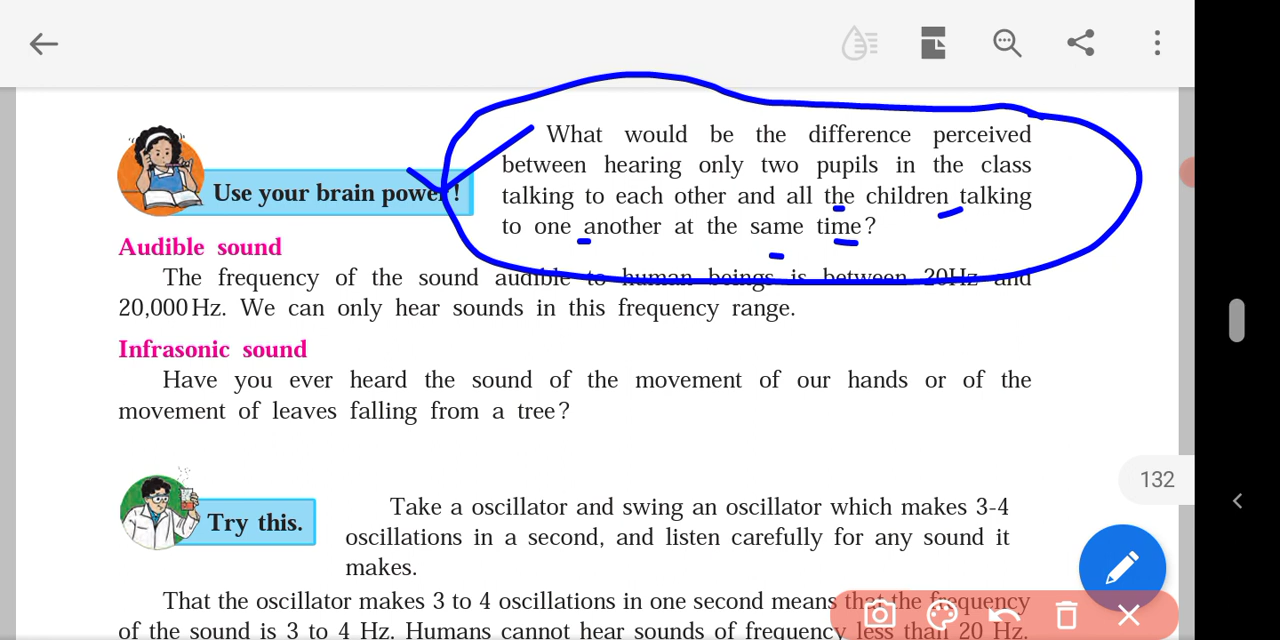 What would be the difference perceived
between hearing only two pupils in the class
talking to each other and all the children talking
to one another at the same time?
Use your brain power!
Audible sound
The frequency of the sound audible to human beings is between 20Hz and
20,000 Hz. We can only hear sounds in this frequency range.
Infrasonic sound
Have you ever heard the sound of the movement of our hands or of the
movement of leaves falling from a tree?
132
Take a oscillator and swing an oscillator which makes 3-4
Try this.
oscillations in a second, and listen carefully for any sound it
makes.
That the oscillator makes 3 to 4 oscillations in one second means that the frequency
of the sound is 3 to 4 Hz. Humans cannot hear sounds of frequency less than 20 Hz.